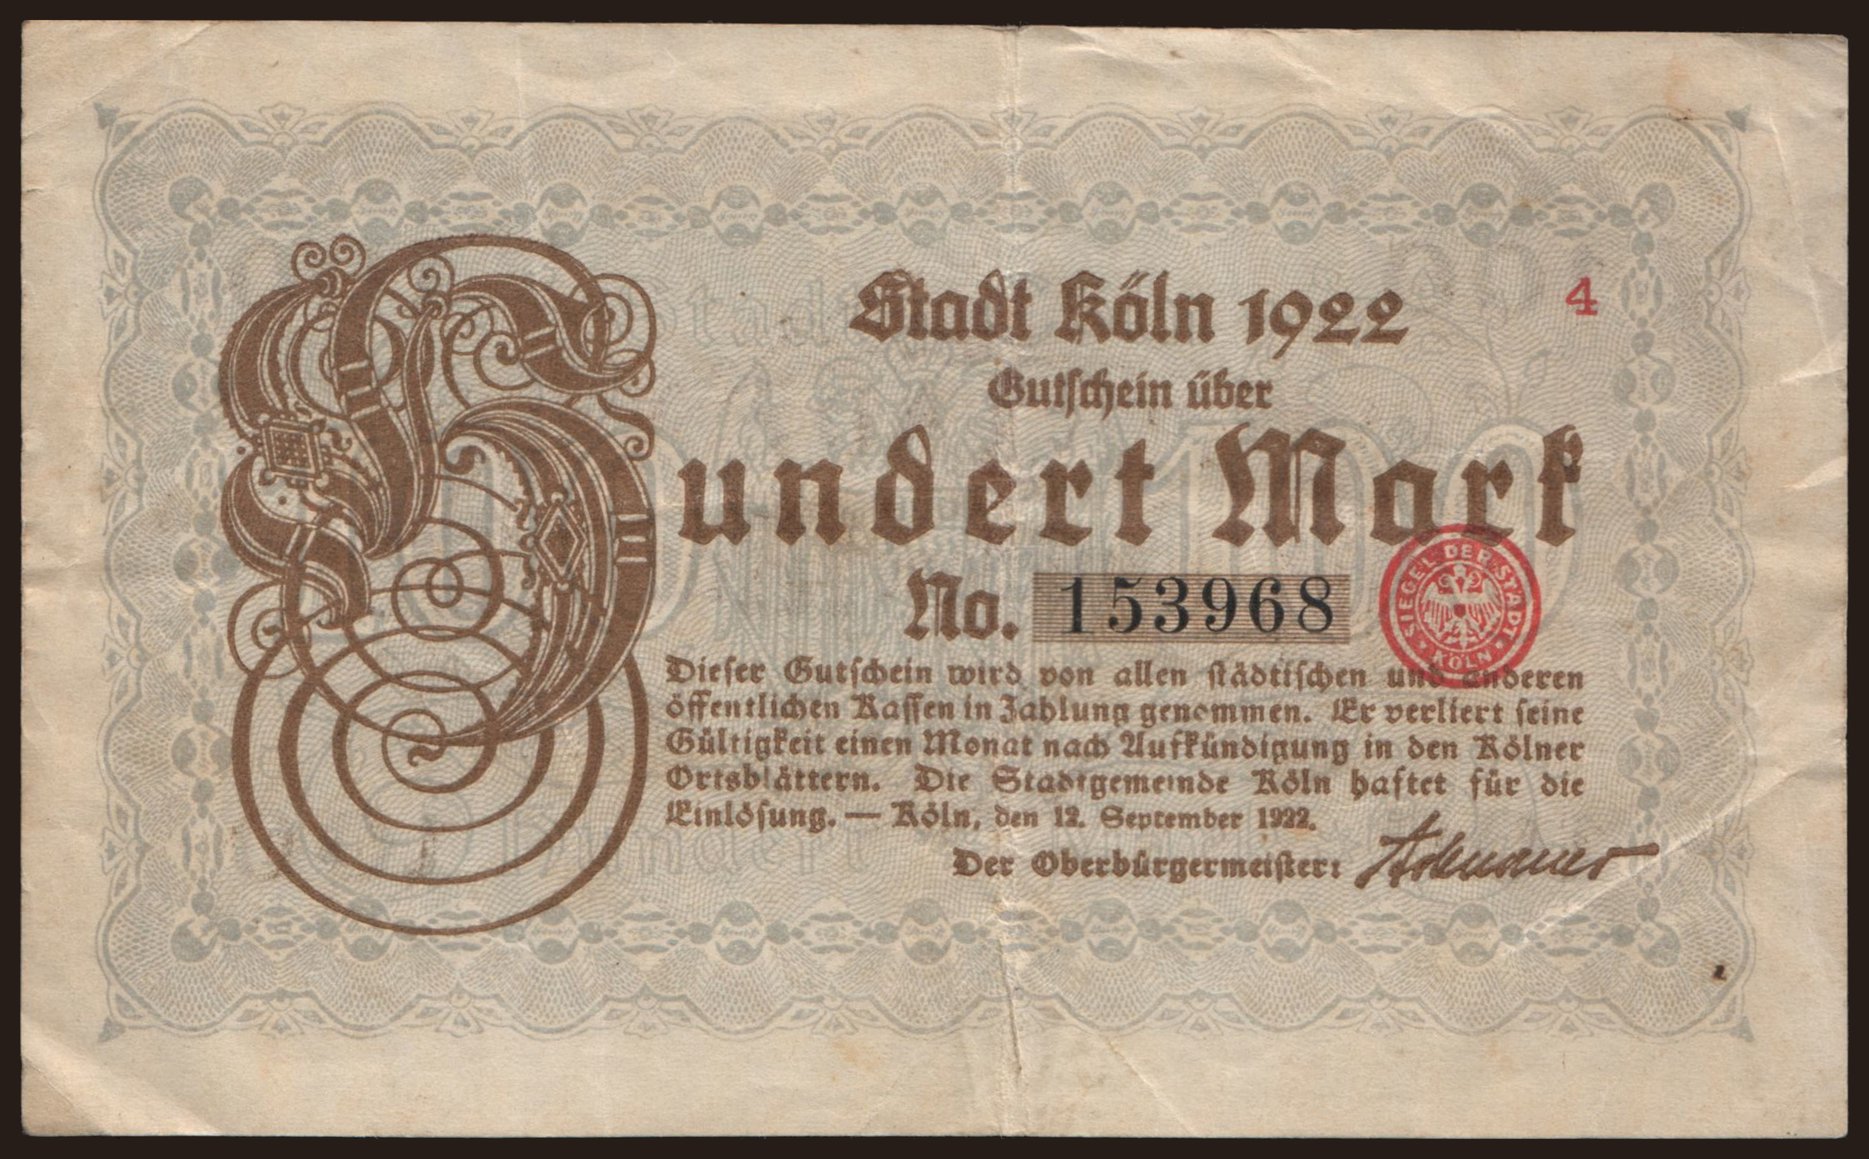 Stadt Köln 1922
4
Gutschein über
Hundert Mark
No. 153968
SIEGEL DER STADT KÖLN
Dieser Gutschein wird von allen städtischen und anderen
öffentlichen Kassen in Zahlung genommen. Er verliert seine
Gültigkeit einen Monat nach Aufkündigung in den Kölner
Ortsblättern. Die Stadtgemeinde Köln haftet für die
Einlösung. — Köln, den 12. September 1922.
Der Oberbürgermeister: Adenauer